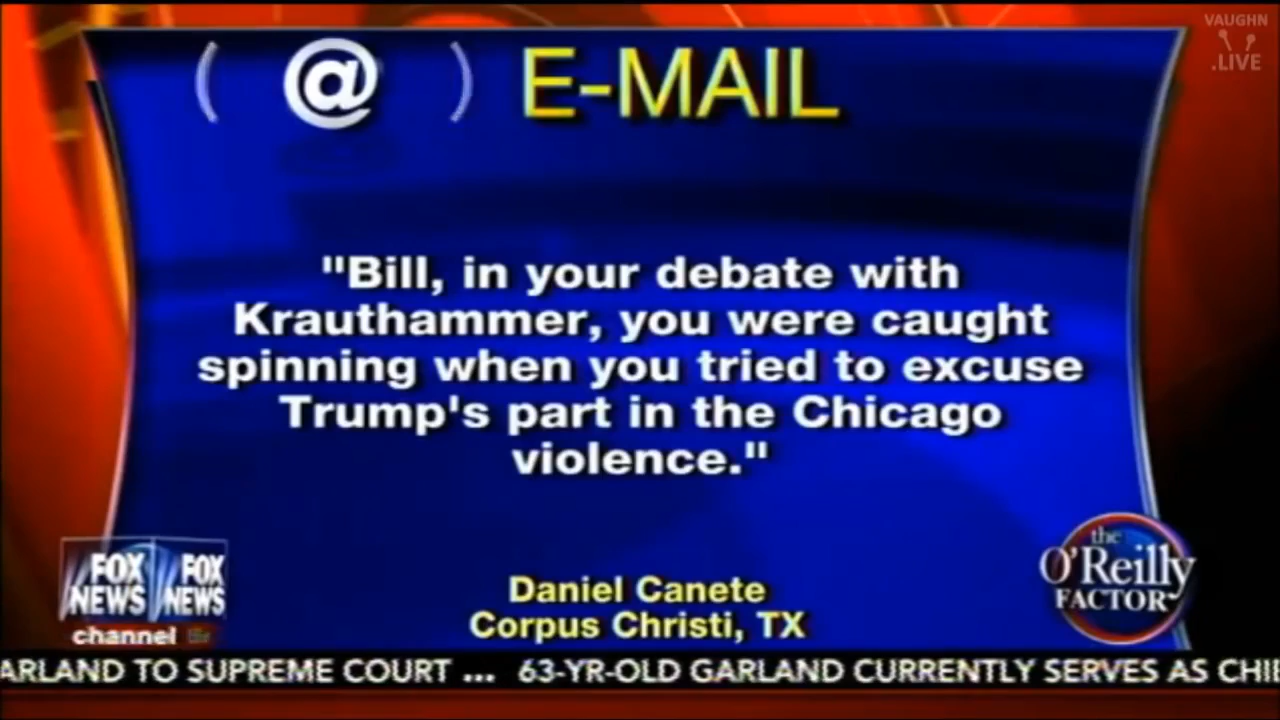 VAUGHN
.LIVE
( @ ) E-MAIL
"Bill, in your debate with
Krauthammer, you were caught
spinning when you tried to excuse
Trump's part in the Chicago
violence."
Daniel Canete
Corpus Christi, TX
FOX NEWS FOX NEWS
channel
the
O'Reilly
FACTOR
ARLAND TO SUPREME COURT ... 63-YR-OLD GARLAND CURRENTLY SERVES AS CHIE